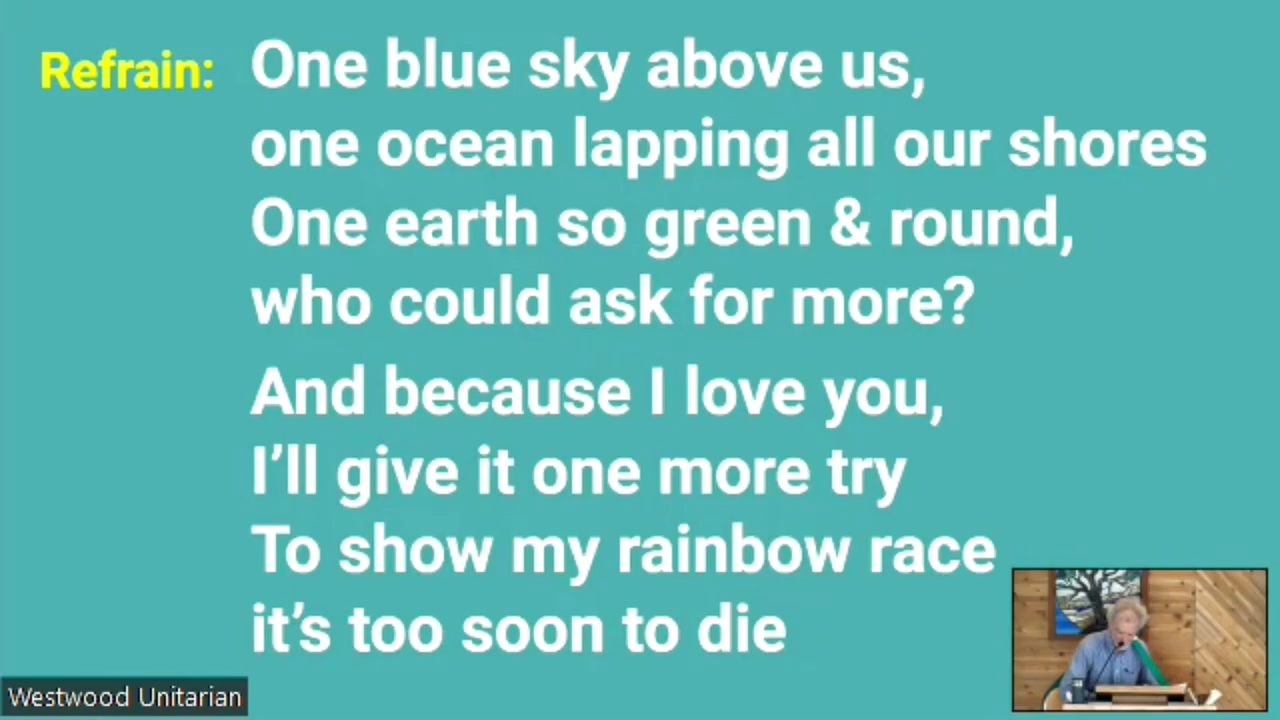 Refrain: One blue sky above us,
one ocean lapping all our shores
One earth so green & round,
who could ask for more?
And because I love you,
I’ll give it one more try
To show my rainbow race
it’s too soon to die
Westwood Unitarian